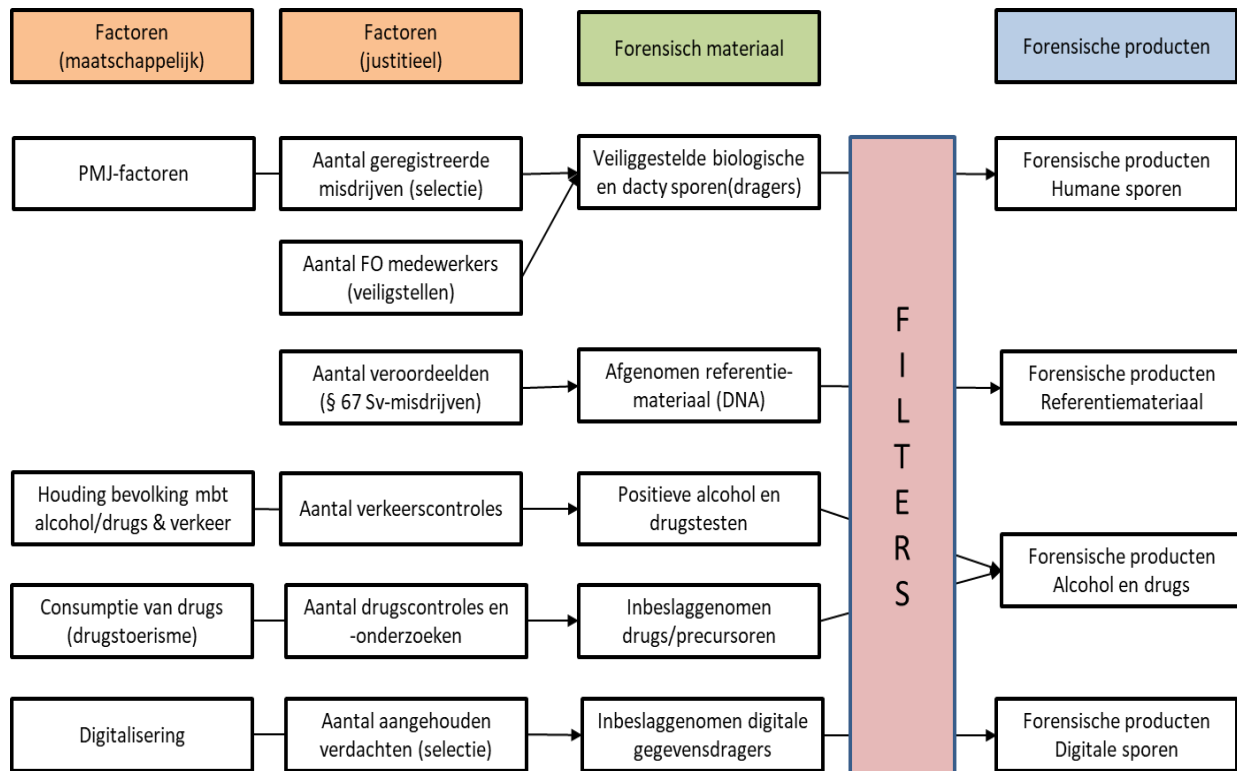 Factoren
(maatschappelijk)
Factoren
(justitieel)
Forensisch materiaal
Forensische producten
PMJ-factoren
Aantal geregistreerde
misdrijven (selectie)
Veiliggestelde biologische
en dacty sporen(dragers)
Forensische producten
Humane sporen
Aantal FO medewerkers
(veiligstellen)
Aantal veroordeelden
(§ 67 Sv-misdrijven)
Afgenomen referentie-
materiaal (DNA)
Forensische producten
Referentiemateriaal
Houding bevolking mbt
alcohol/drugs & verkeer
Aantal verkeerscontroles
Positieve alcohol en
drugstesten
Forensische producten
Alcohol en drugs
Consumptie van drugs
(drugstoerisme)
Aantal drugscontroles en
-onderzoeken
Inbeslaggenomen
drugs/precursoren
Digitalisering
Aantal aangehouden
verdachten (selectie)
Inbeslaggenomen digitale
gegevensdragers
Forensische producten
Digitale sporen
FILTERS